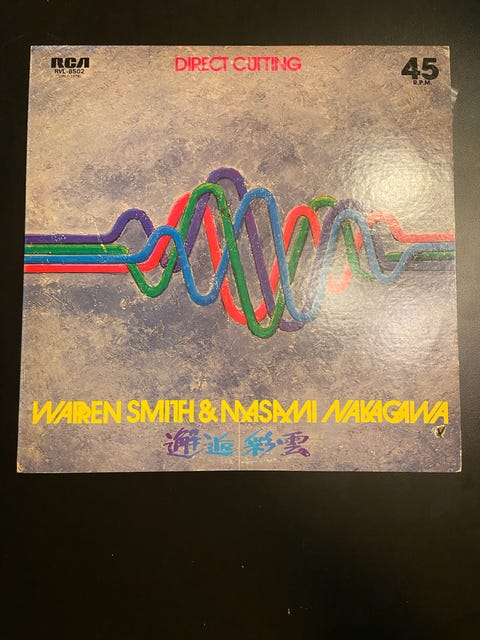 RCA
RVL-8502
DIRECT CUTTING
45
R.P.M.
WARREN SMITH & MASAMI NAKAGAWA
邂逅彩雲